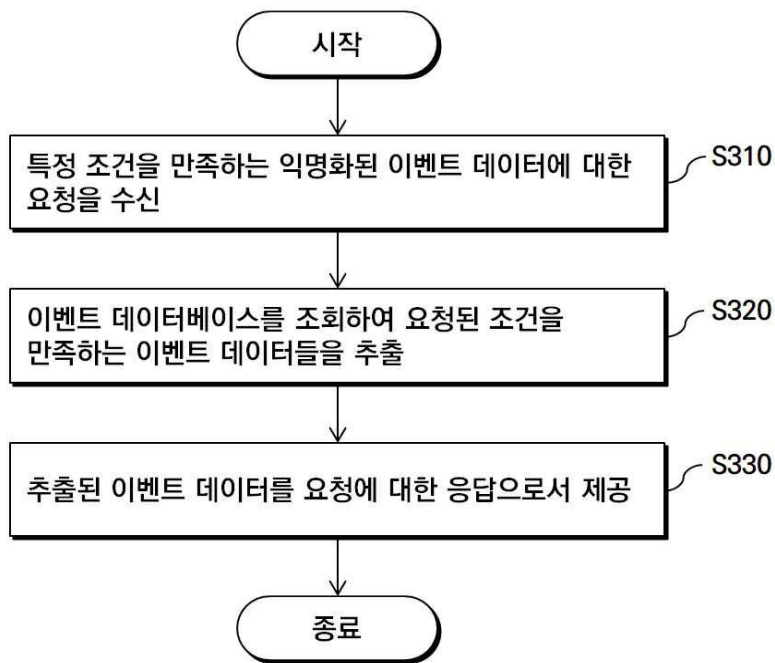 시작
특정 조건을 만족하는 익명화된 이벤트 데이터에 대한
요청을 수신
S310
이벤트 데이터베이스를 조회하여 요청된 조건을
만족하는 이벤트 데이터들을 추출
S320
추출된 이벤트 데이터를 요청에 대한 응답으로서 제공
S330
종료